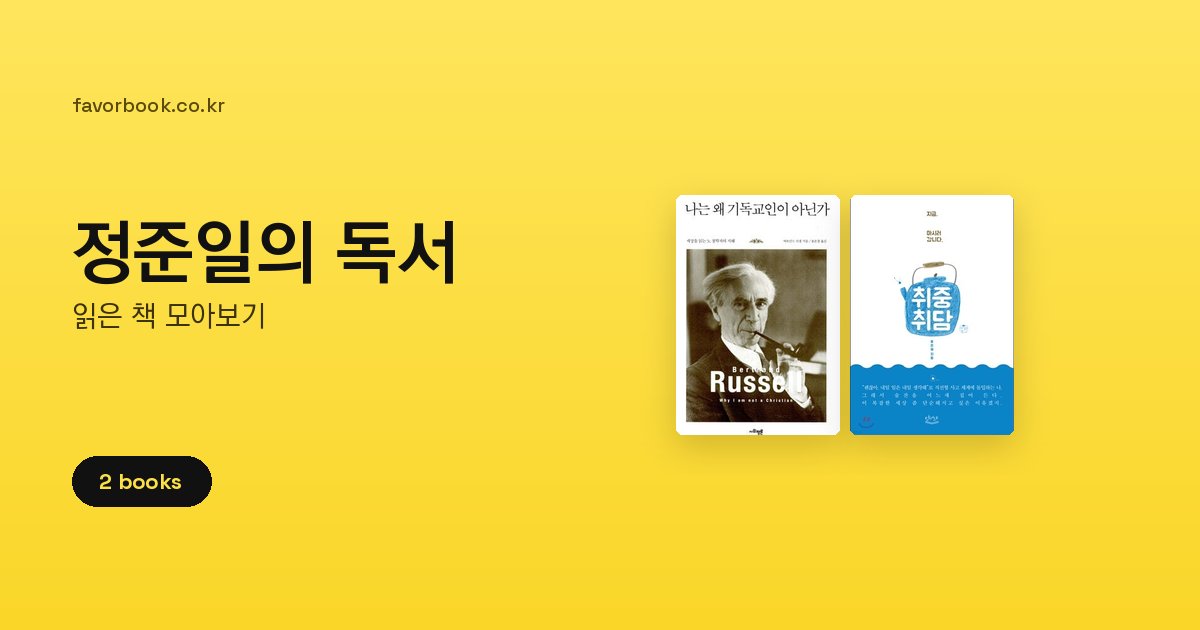 favorbook.co.kr
정준일의 독서
읽은 책 모아보기
2 books
나는 왜 기독교인이 아닌가
Bertrand
Russell
Why I am not a Christian
지금,
마시러
갑니다.
취중
취담